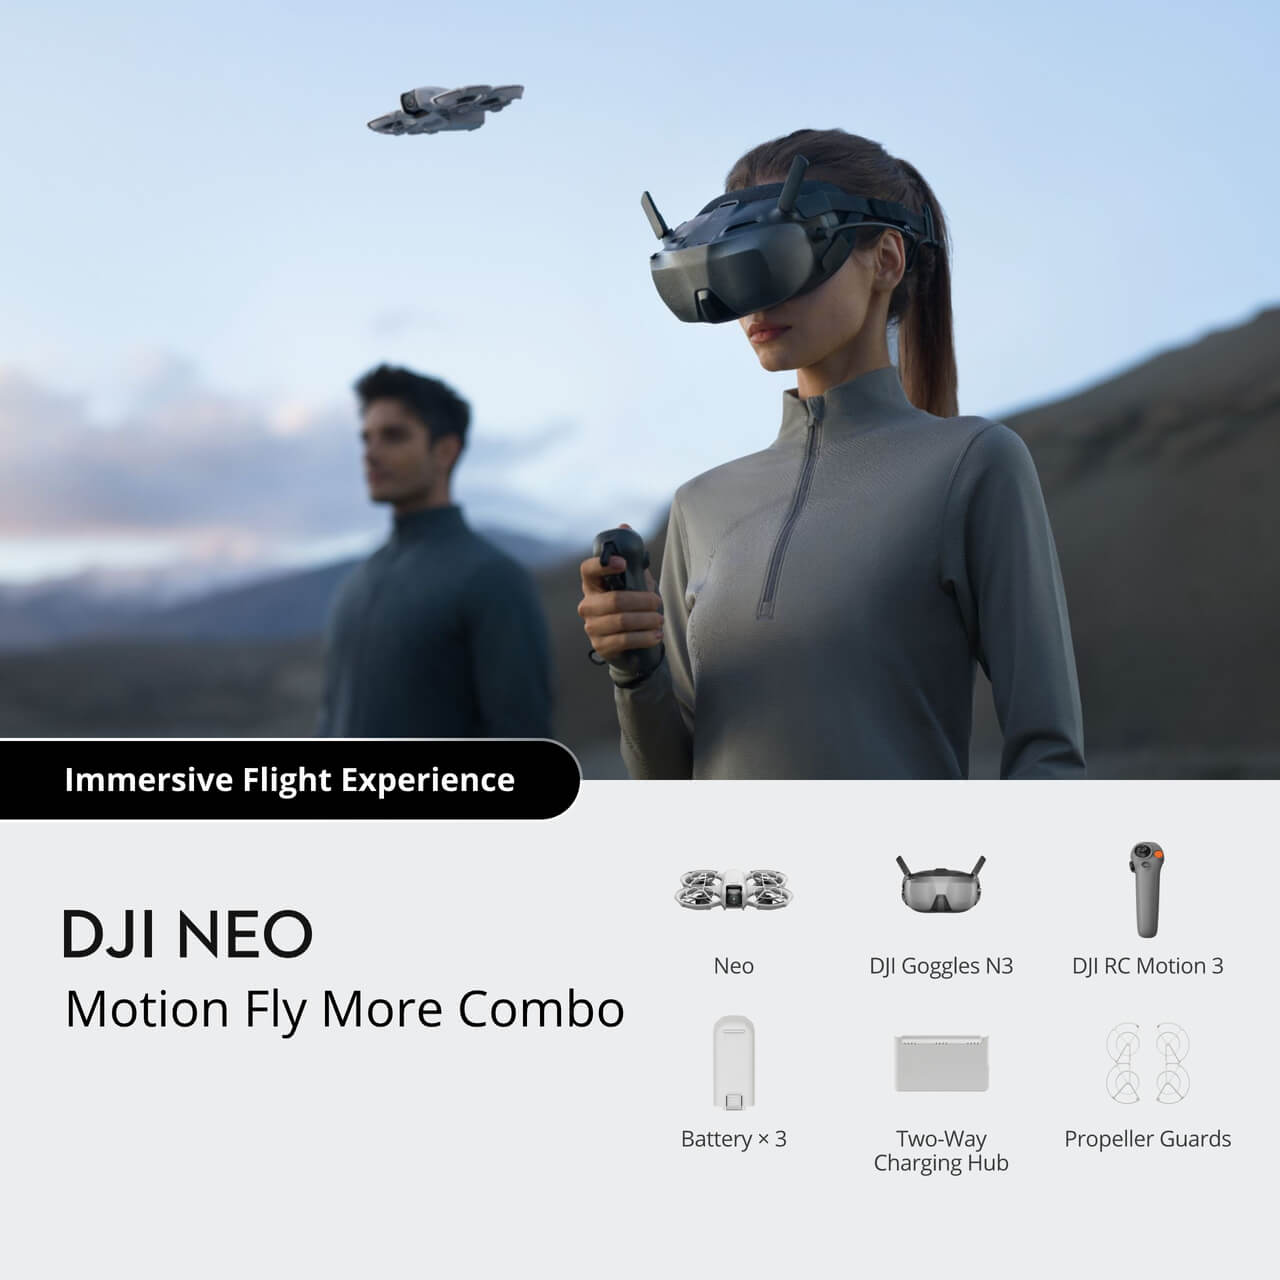 Immersive Flight Experience
DJI NEO
Motion Fly More Combo
Neo
DJI Goggles N3
DJI RC Motion 3
Battery × 3
Two-Way
Charging Hub
Propeller Guards